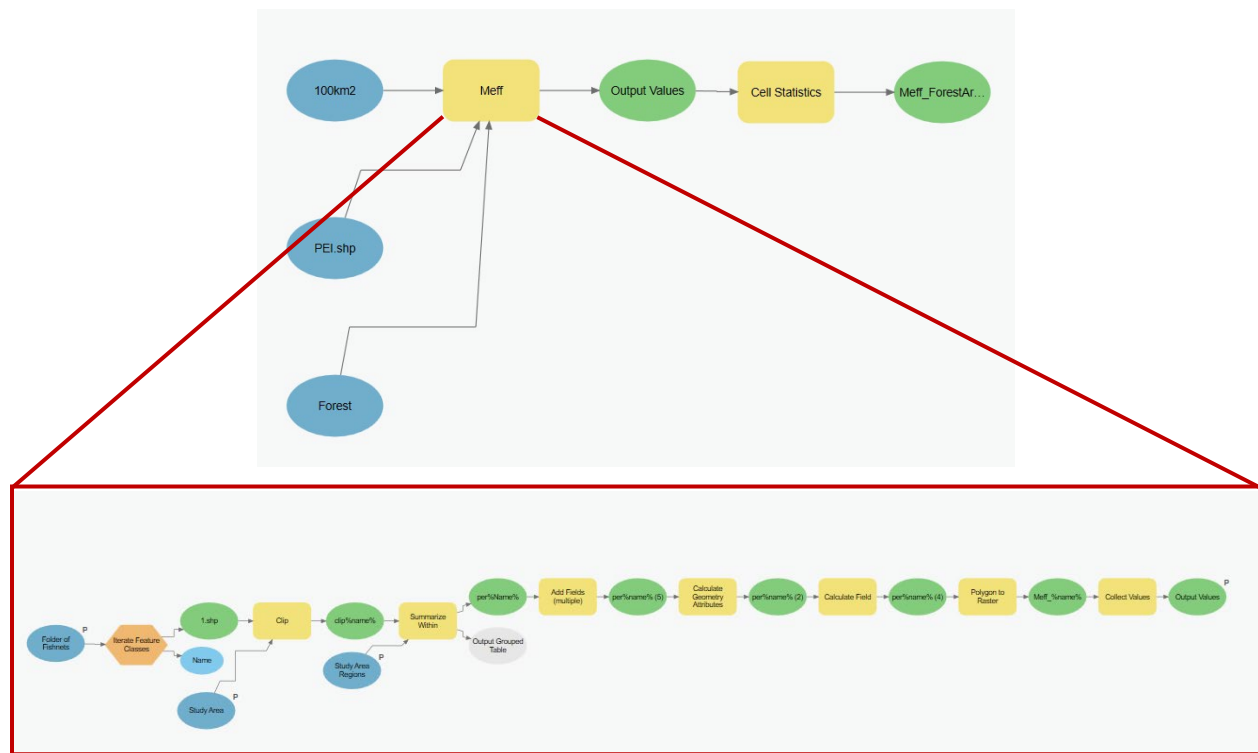 100km2
Meff
Output Values
Cell Statistics
Meff_ForestAr...
PEI.shp
Forest
per%Name%
Add Fields
(multiple)
per%name% (5)
Calculate
Geometry
Attributes
per%name% (2)
Calculate Field
per%name% (4)
Polygon to
Raster
Meff_%name%
Collect Values
Output Values
P
1.shp
Clip
clip%name%
Summarize
Within
Output Grouped
Table
Folder of
Fishnets
P
Iterate Feature
Classes
Name
Study Area
Regions
P
Study Area
P